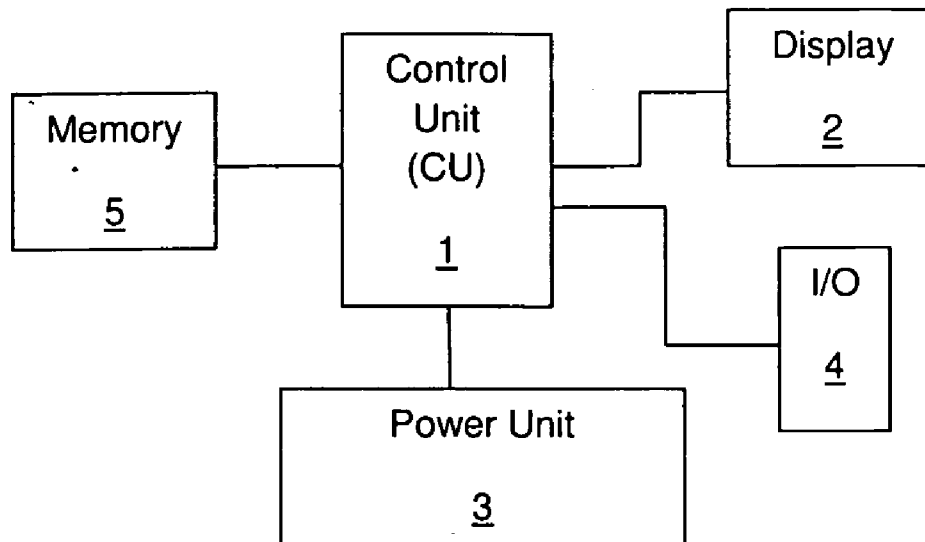 Control
Unit
(CU)
1
Display
2
Memory
5
I/O
4
Power Unit
3